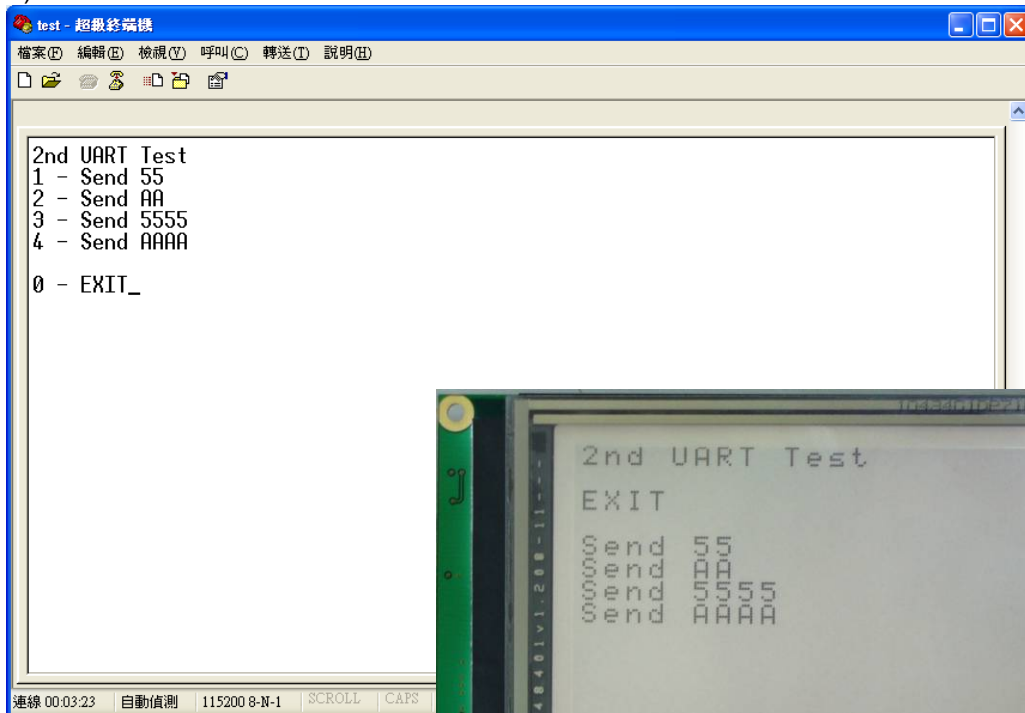 test - 超級終端機
檔案(F) 編輯(E) 檢視(V) 呼叫(C) 轉送(T) 說明(H)
2nd UART Test
1 - Send 55
2 - Send AA
3 - Send 5555
4 - Send AAAA
0 - EXIT_
2nd UART Test
EXIT
Send 55
Send AA
Send 5555
Send AAAA
連線 00:03:23 自動偵測 115200 8-N-1 SCROLL CAPS